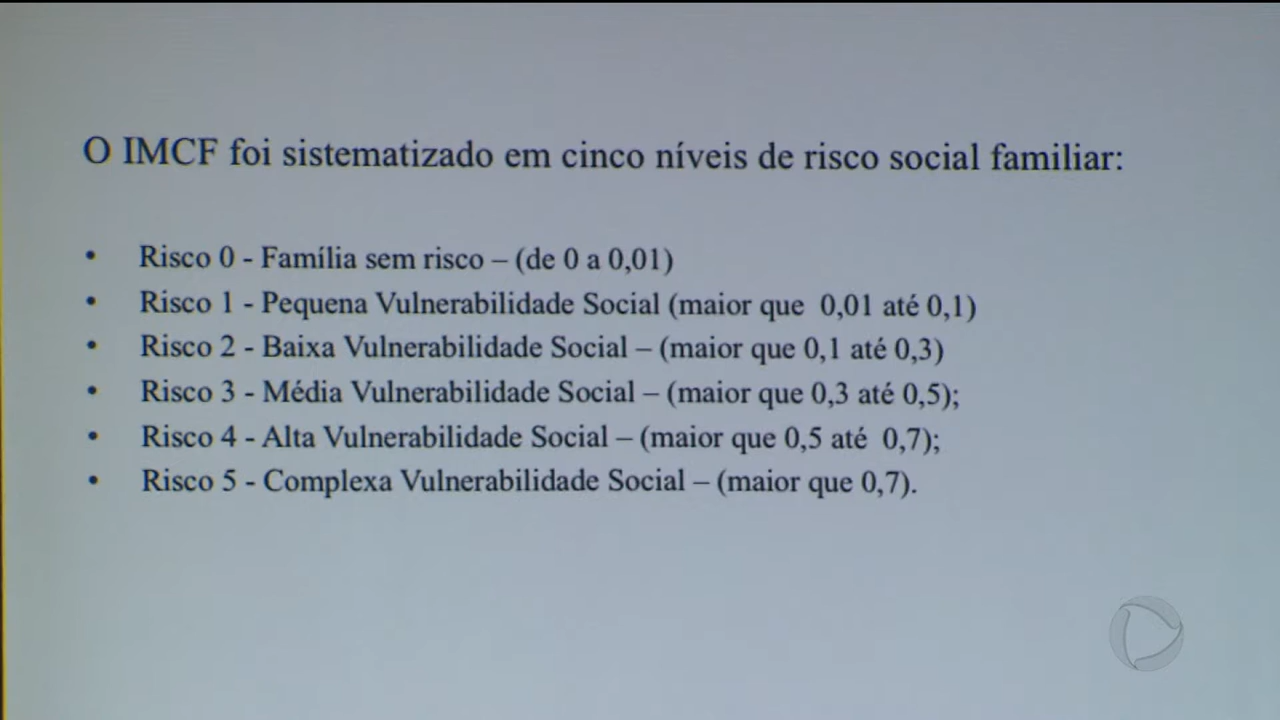 O IMCF foi sistematizado em cinco níveis de risco social familiar:
• Risco 0 - Família sem risco – (de 0 a 0,01)
• Risco 1 - Pequena Vulnerabilidade Social (maior que  0,01 até 0,1)
• Risco 2 - Baixa Vulnerabilidade Social – (maior que 0,1 até 0,3)
• Risco 3 - Média Vulnerabilidade Social – (maior que 0,3 até 0,5);
• Risco 4 - Alta Vulnerabilidade Social – (maior que 0,5 até  0,7);
• Risco 5 - Complexa Vulnerabilidade Social – (maior que 0,7).